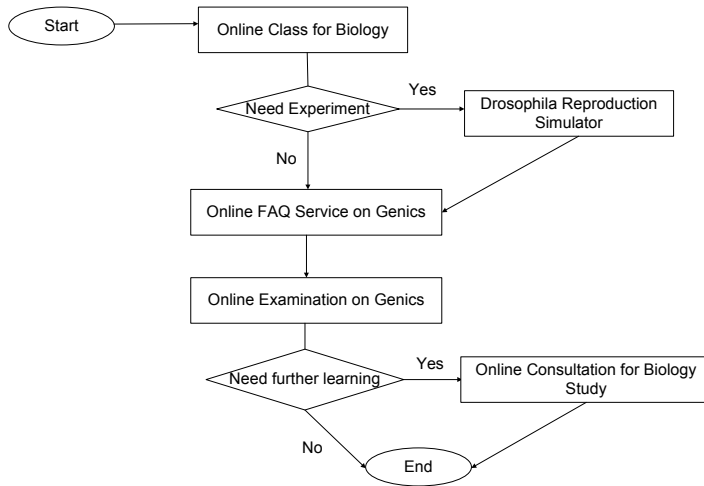 Start
Online Class for Biology
Need Experiment
Yes
Drosophila Reproduction
Simulator
No
Online FAQ Service on Genics
Online Examination on Genics
Need further learning
Yes
Online Consultation for Biology
Study
No
End